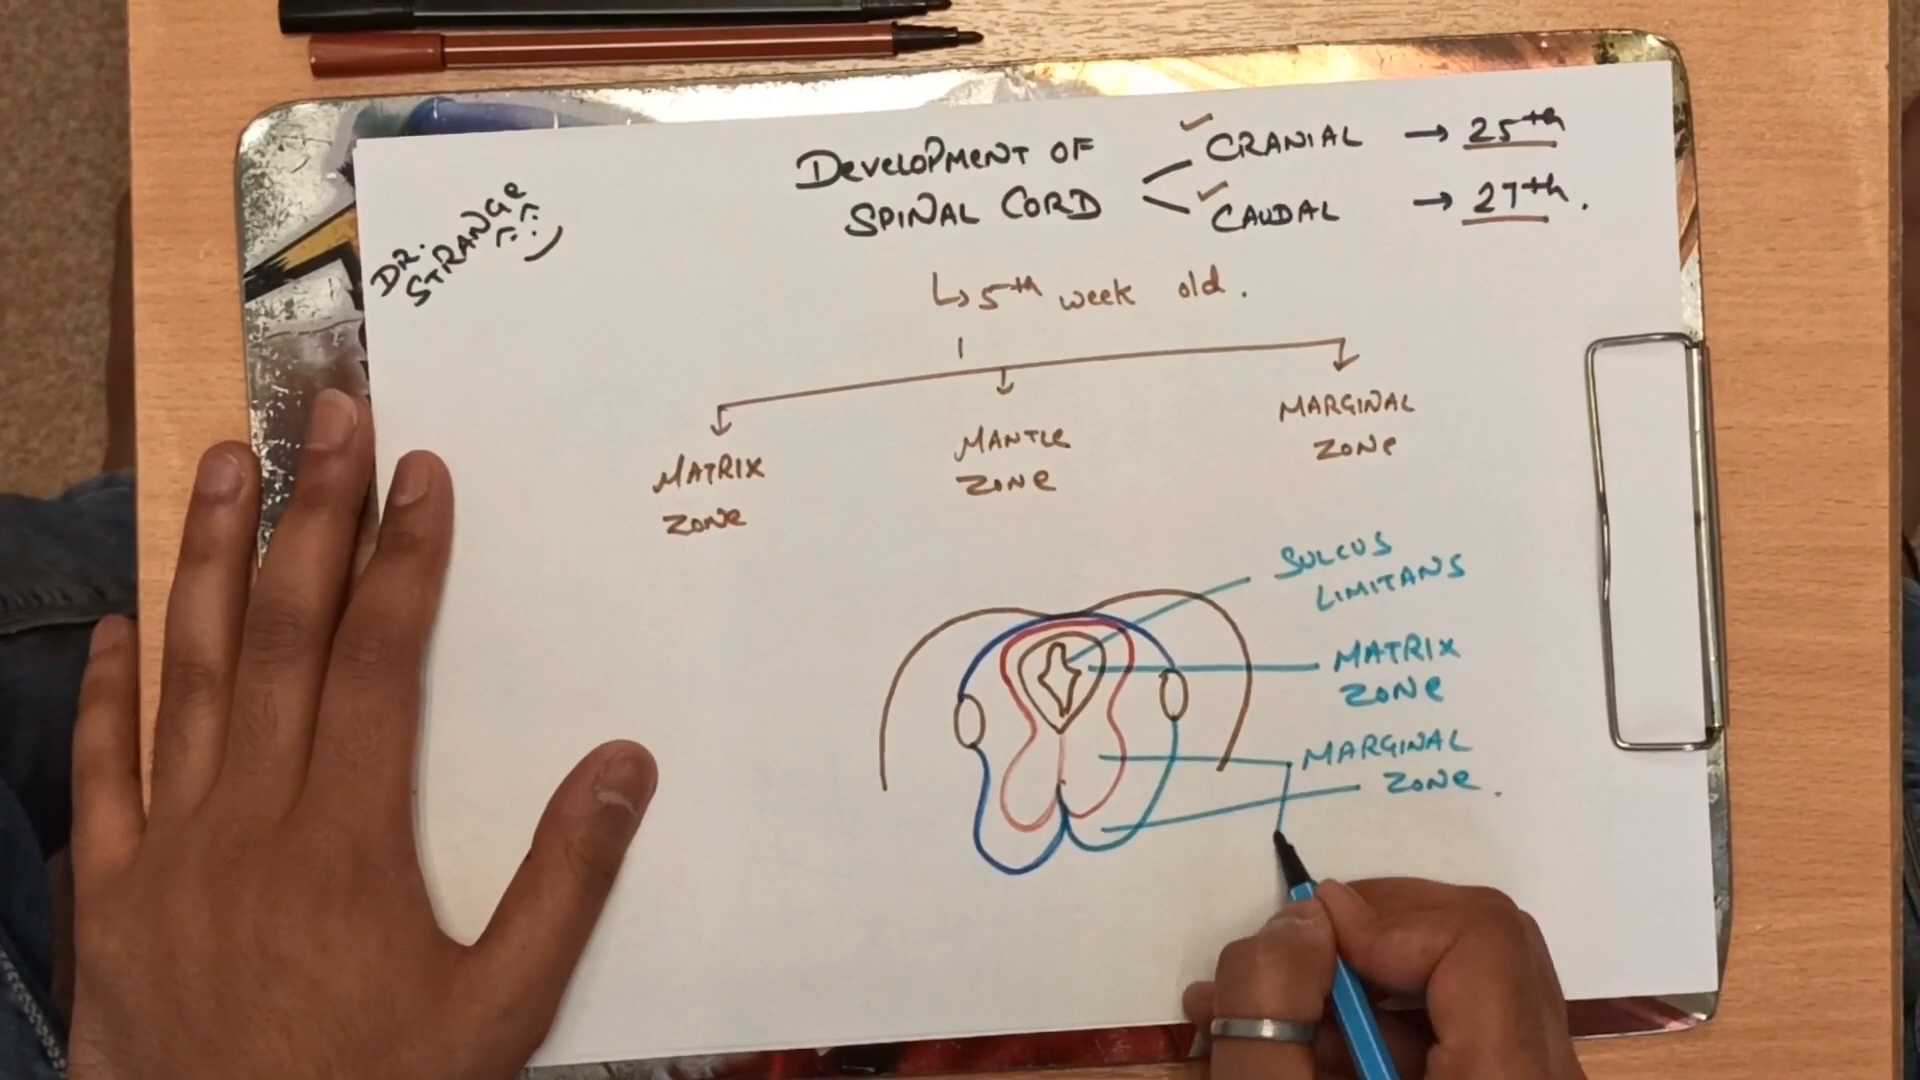 DR.
STRANGE
DEVELOPMENT OF
SPINAL CORD
CRANIAL → 25th
CAUDAL → 27th.
↳ 5th week old.
MATRIX
ZONE
MANTLE
ZONE
MARGINAL
ZONE
SULCUS
LIMITANS
MATRIX
ZONE
MARGINAL
ZONE.